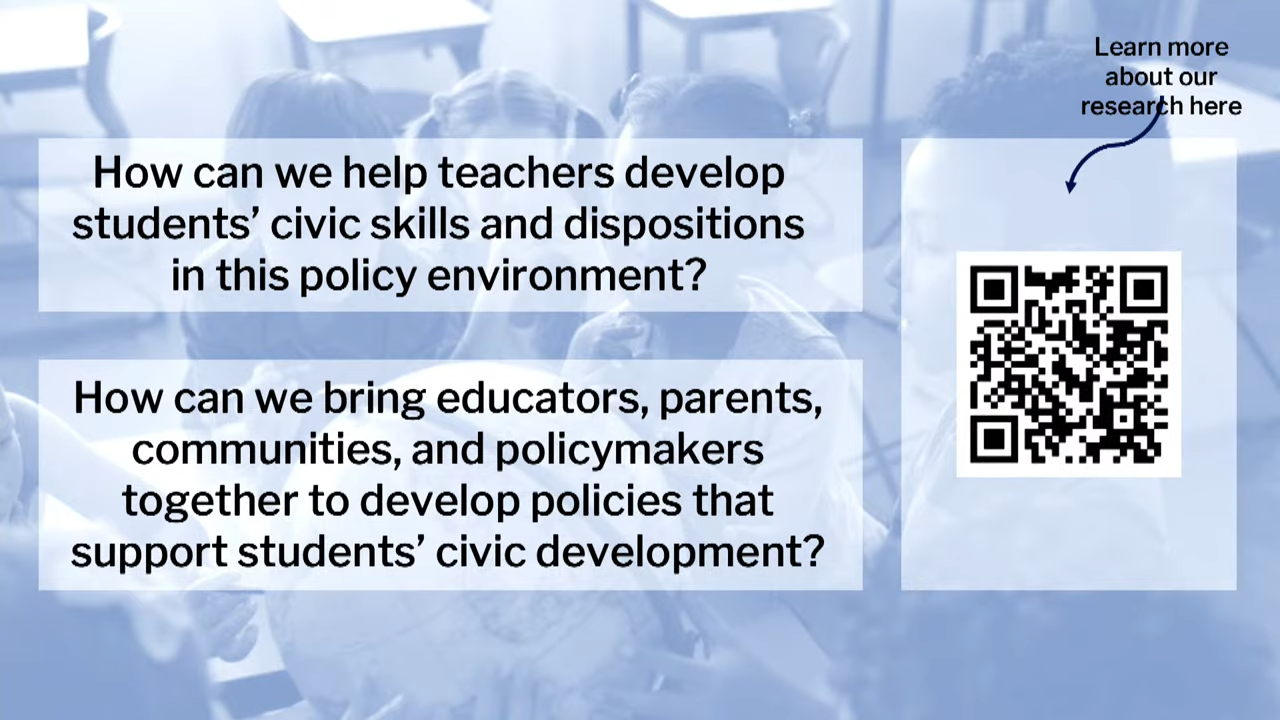 Learn more
about our
research here
How can we help teachers develop
students’ civic skills and dispositions
in this policy environment?
How can we bring educators, parents,
communities, and policymakers
together to develop policies that
support students’ civic development?